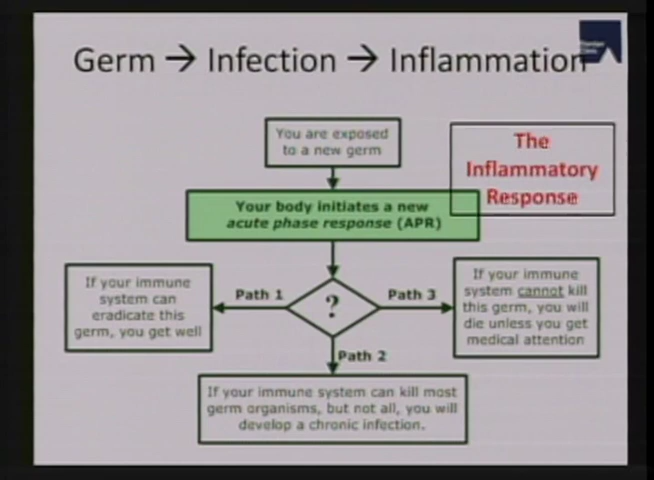 Germ → Infection → Inflammation
You are exposed
to a new germ
The
Inflammatory
Response
Your body initiates a new
acute phase response (APR)
If your immune
system can
eradicate this
germ, you get well
Path 1
?
Path 3
If your immune
system cannot kill
this germ, you will
die unless you get
medical attention
Path 2
If your immune system can kill most
germ organisms, but not all, you will
develop a chronic infection.